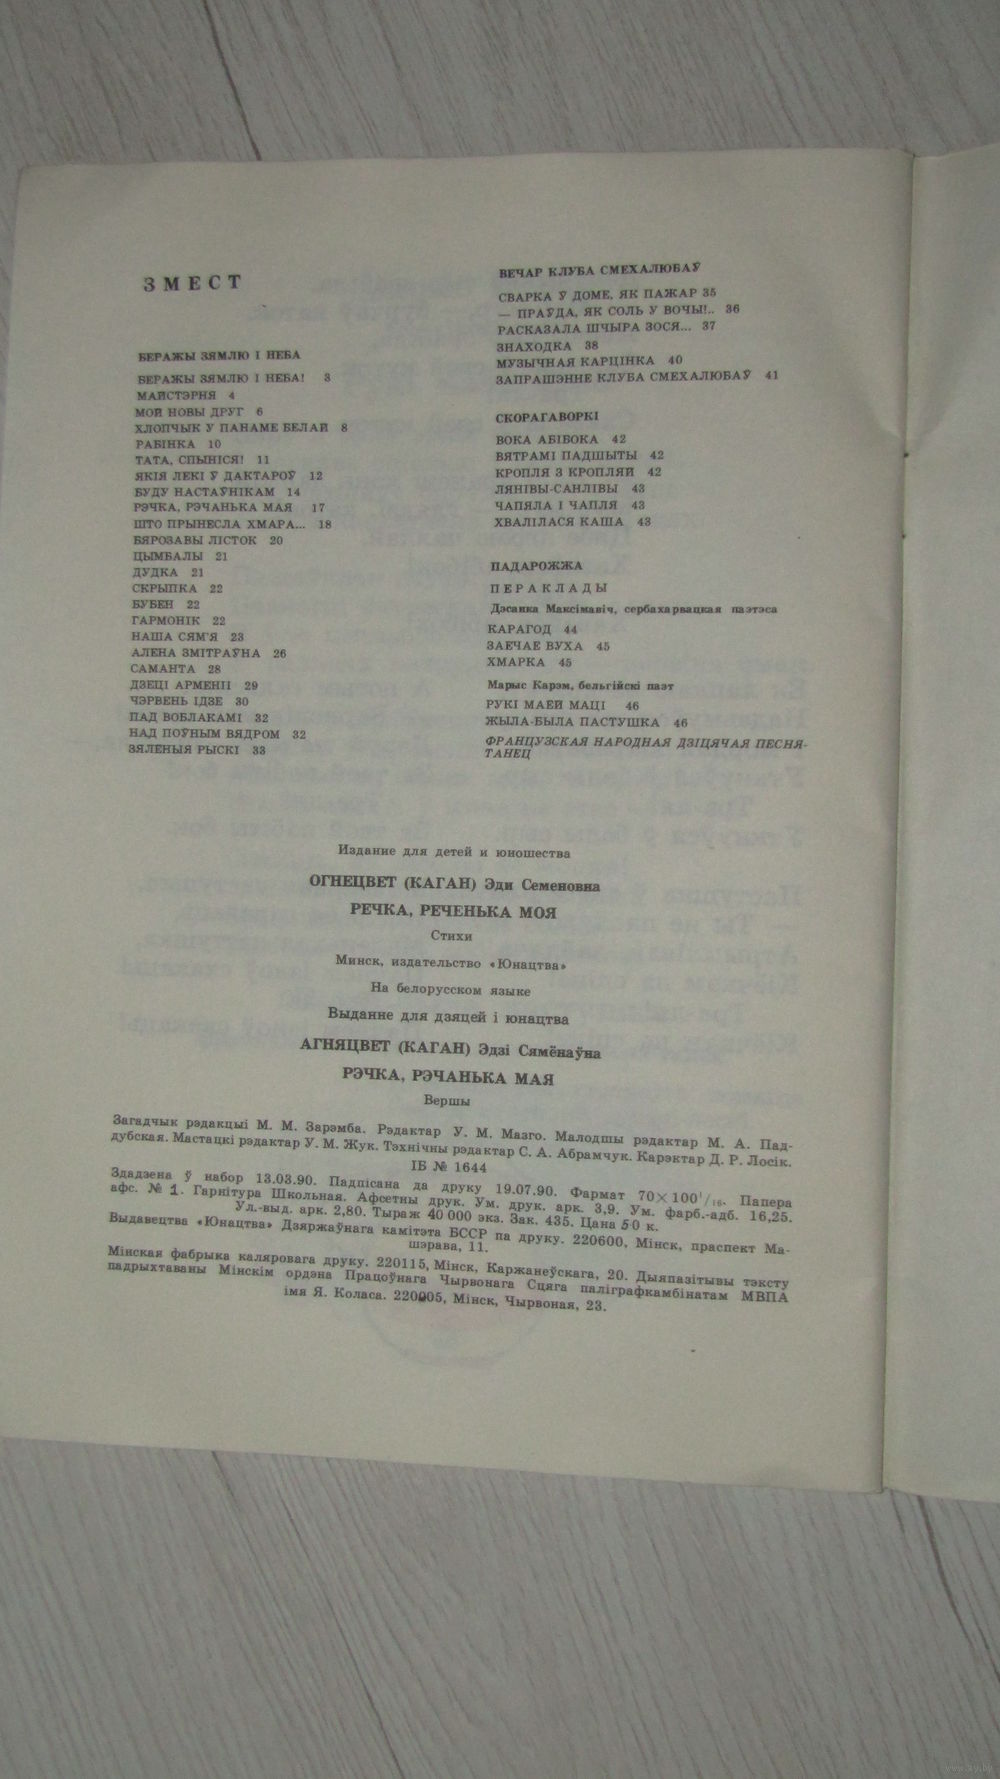 ЗМЕСТ
БЕРАЖЫ ЗЯМЛЮ І НЕБА
БЕРАЖЫ ЗЯМЛЮ І НЕБА! 3
МАЙСТЭРНЯ 4
МОЙ НОВЫ ДРУГ 6
ХЛОПЧЫК У ПАНАМЕ БЕЛАЙ 8
РАБІНКА 10
ТАТА, СПЫНІСЯ! 11
ЯКІЯ ЛЕКІ Ў ДАКТАРОЎ 12
БУДУ НАСТАЎНІКАМ 14
РЭЧКА, РЭЧАНЬКА МАЯ 17
ШТО ПРЫНЕСЛА ХМАРА... 18
БЯРОЗАВЫ ЛІСТОК 20
ЦЫМБАЛЫ 21
ДУДКА 21
СКРЫПКА 22
БУБЕН 22
ГАРМОНІК 22
НАША СЯМ'Я 23
АЛЕНА ЗМІТРАЎНА 26
САМАНТА 28
ДЗЕЦІ АРМЕНІІ 29
ЧЭРВЕНЬ ІДЗЕ 30
ПАД ВОБЛАКАМІ 32
НАД ПОЎНЫМ ВЯДРОМ 32
ЗЯЛЕНЫЯ РЫСКІ 33
ВЕЧАР КЛУБА СМЕХАЛЮБАЎ
СВАРКА Ў ДОМЕ, ЯК ПАЖАР 35
— ПРАЎДА, ЯК СОЛЬ У ВОЧЫ!.. 36
РАСКАЗАЛА ШЧЫРА ЗОСЯ... 37
ЗНАХОДКА 38
МУЗЫЧНАЯ КАРЦІНКА 40
ЗАПРАШЭННЕ КЛУБА СМЕХАЛЮБАЎ 41
СКОРАГАВОРКІ
ВОКА АБІБОКА 42
ВЯТРАМІ ПАДШЫТЫ 42
КРОПЛЯ З КРОПЛЯЙ 42
ЛЯНІВЫ-САНЛІВЫ 43
ЧАПЯЛА І ЧАПЛЯ 43
ХВАЛІЛАСЯ КАША 43
ПАДАРОЖЖА
ПЕРАКЛАДЫ
Дэсанка Максімавіч, сербахарвацкая паэтэса
КАРАГОД 44
ЗАЕЧАЕ ВУХА 45
ХМАРКА 45
Марыс Карэм, бельгійскі паэт
РУКІ МАЕЙ МАЦІ 46
ЖЫЛА-БЫЛА ПАСТУШКА 46
ФРАНЦУЗСКАЯ НАРОДНАЯ ДЗІЦЯЧАЯ ПЕСНЯ-
ТАНЕЦ
Издание для детей и юношества
ОГНЕЦВЕТ (КАГАН) Эди Семеновна
РЕЧКА, РЕЧЕНЬКА МОЯ
Стихи
Минск, издательство «Юнацтва»
На белорусском языке
Выданне для дзяцей і юнацтва
АГНЯЦВЕТ (КАГАН) Эдзі Сямёнаўна
РЭЧКА, РЭЧАНЬКА МАЯ
Вершы
Загадчык рэдакцыі М. М. Зарэмба. Рэдактар У. М. Мазго. Малодшы рэдактар М. А. Пад-
дубская. Мастацкі рэдактар У. М. Жук. Тэхнічны рэдактар С. А. Абрамчук. Карэктар Д. Р. Лосік.
ІБ № 1644
Здадзена ў набор 13.03.90. Падпісана да друку 19.07.90. Фармат 70×100¹/₁₆. Папера
афс. № 1. Гарнітура Школьная. Афсетны друк. Ум. друк. арк. 3,9. Ум. фарб.-адб. 16,25.
Ул.-выд. арк. 2,80. Тыраж 40 000 экз. Зак. 435. Цана 50 к.
Выдавецтва «Юнацтва» Дзяржаўнага камітэта БССР па друку. 220600, Мінск, праспект Ма-
шэрава, 11.
Мінская фабрыка каляровага друку. 220115, Мінск, Каржанеўскага, 20. Дыяпазітывы тэксту
падрыхтаваны Мінскім ордэна Працоўнага Чырвонага Сцяга паліграфкамбінатам МВПА
імя Я. Коласа. 220005, Мінск, Чырвоная, 23.